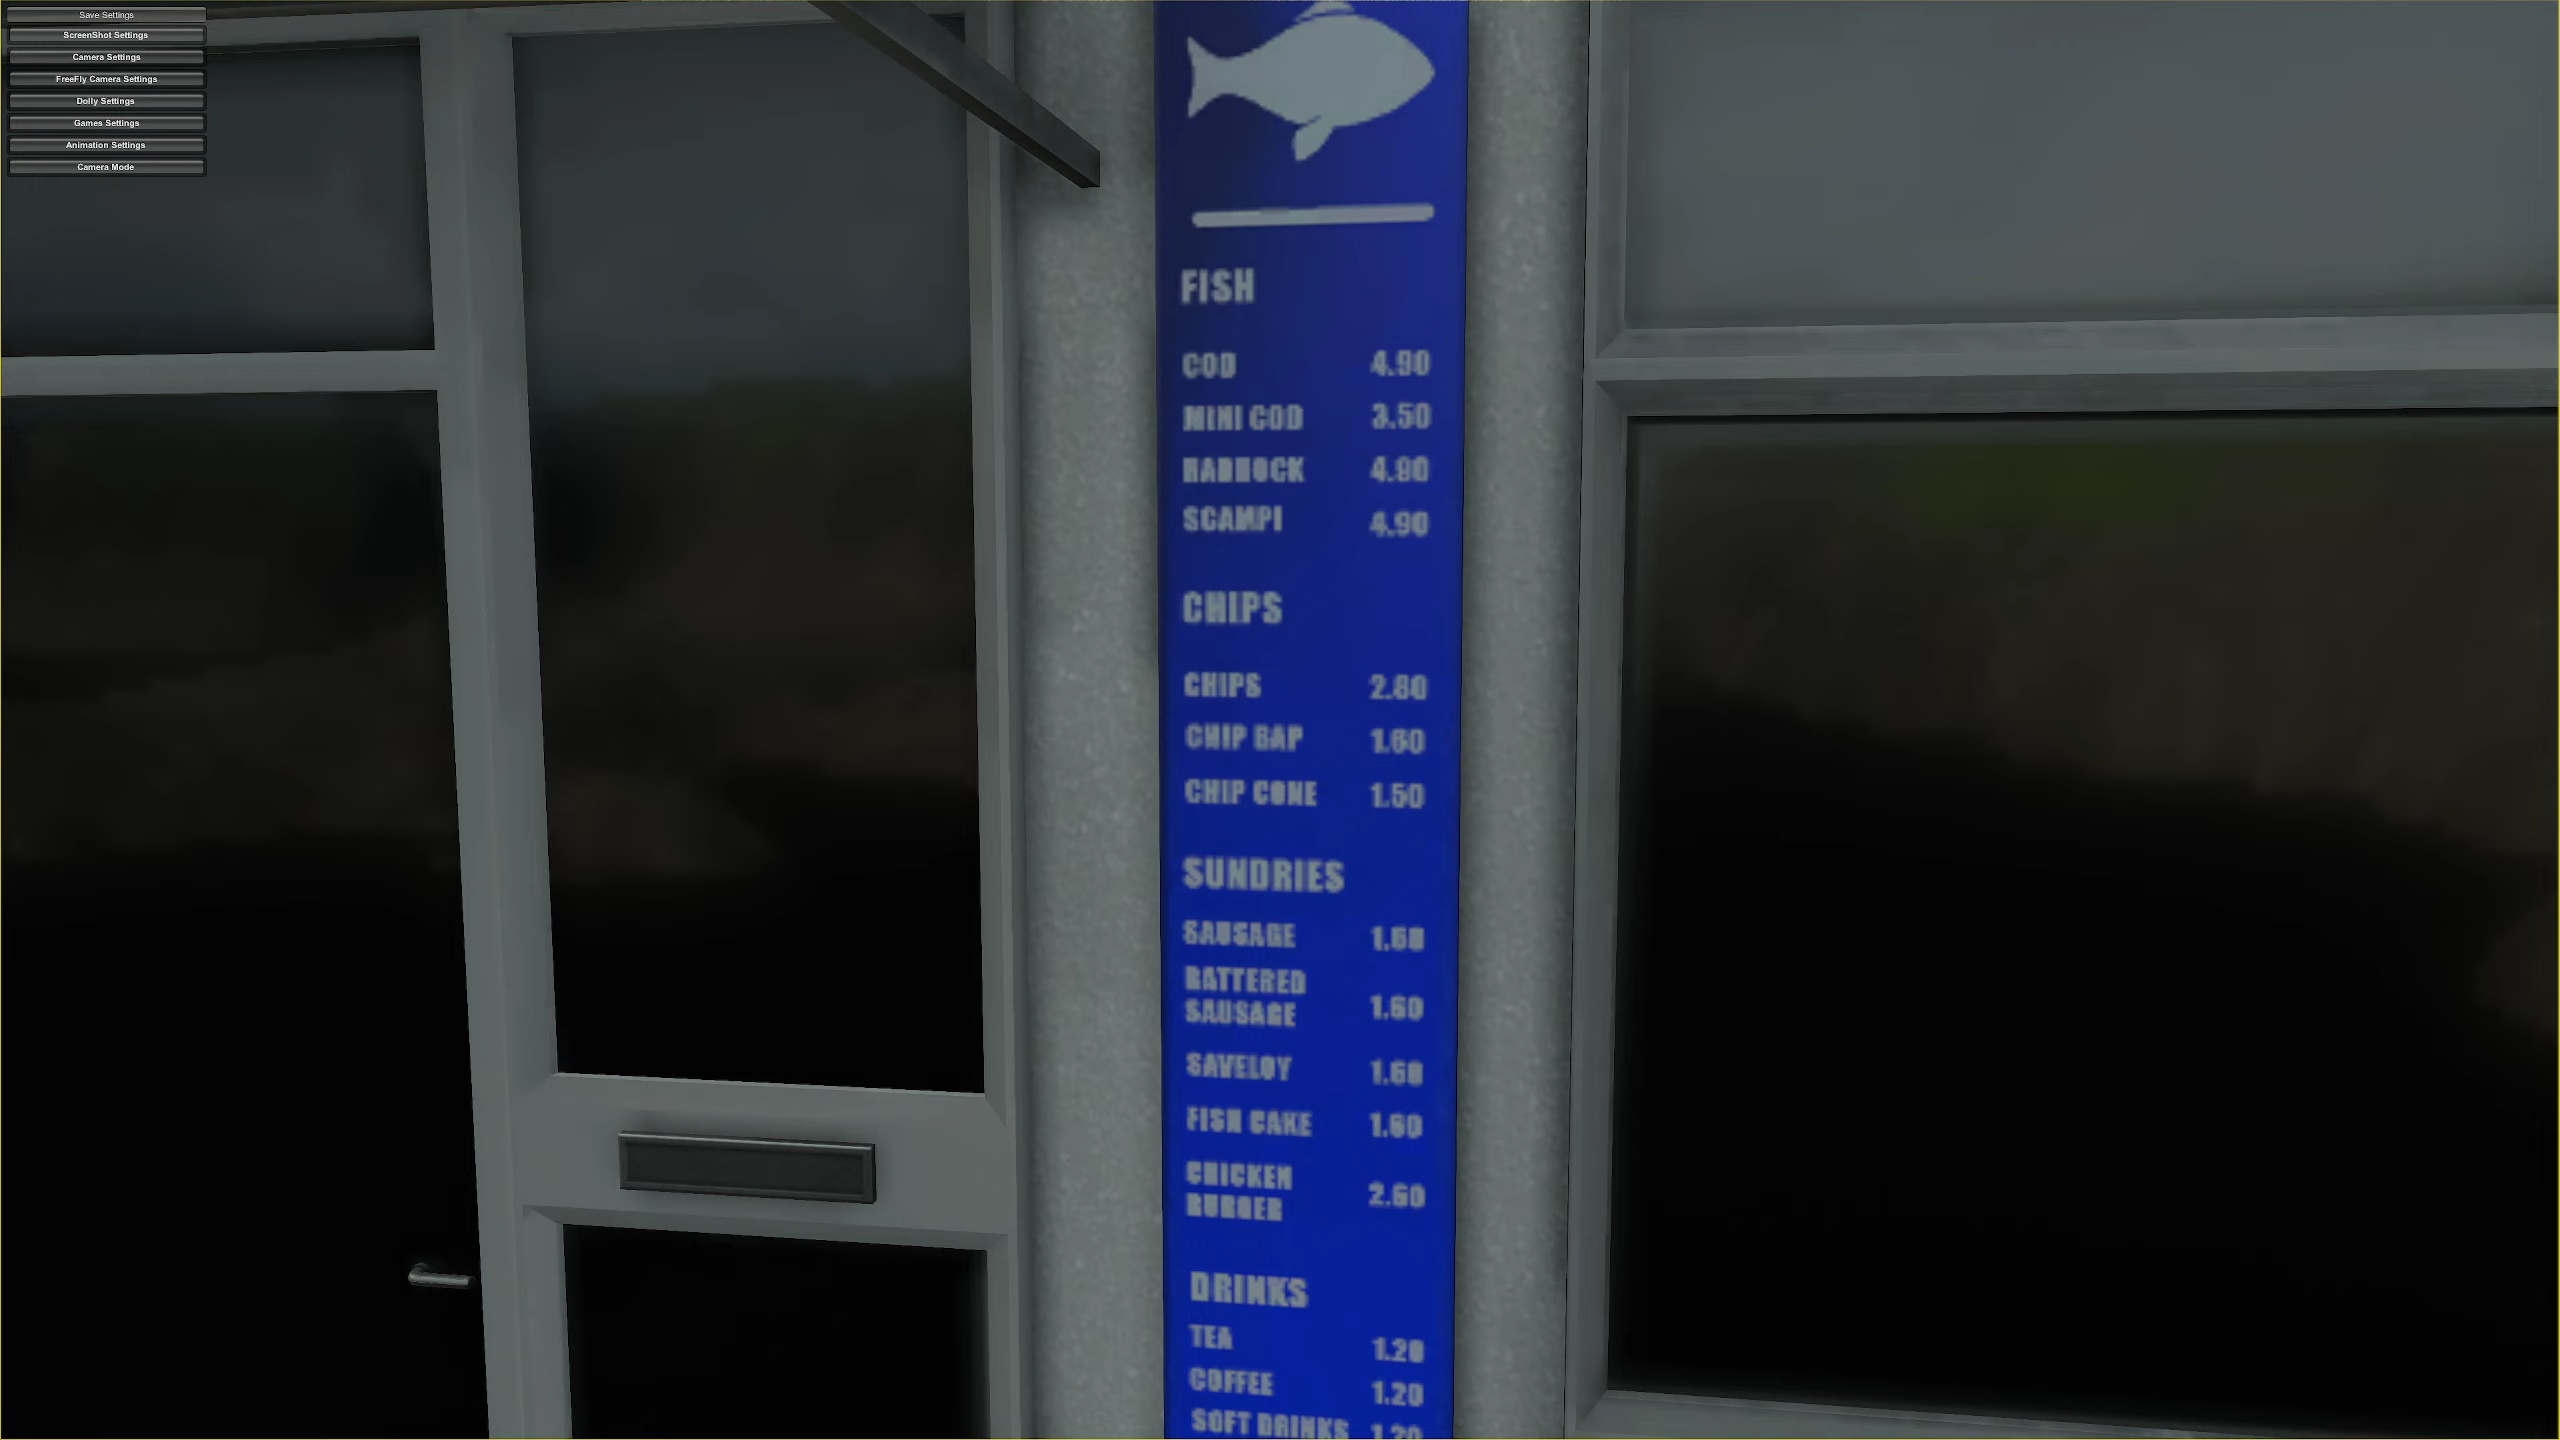 Save Settings
ScreenShot Settings
Camera Settings
FreeFly Camera Settings
Dolly Settings
Games Settings
Animation Settings
Camera Mode
FISH
COD 4.90
MINI COD 3.50
HADDOCK 4.90
SCAMPI 4.90
CHIPS
CHIPS 2.80
CHIP BAP 1.60
CHIP CONE 1.50
SUNDRIES
SAUSAGE 1.60
BATTERED
SAUSAGE 1.60
SAVELOY 1.60
FISH CAKE 1.60
CHICKEN
BURGER 2.60
DRINKS
TEA 1.20
COFFEE 1.20
SOFT DRINKS 1.20